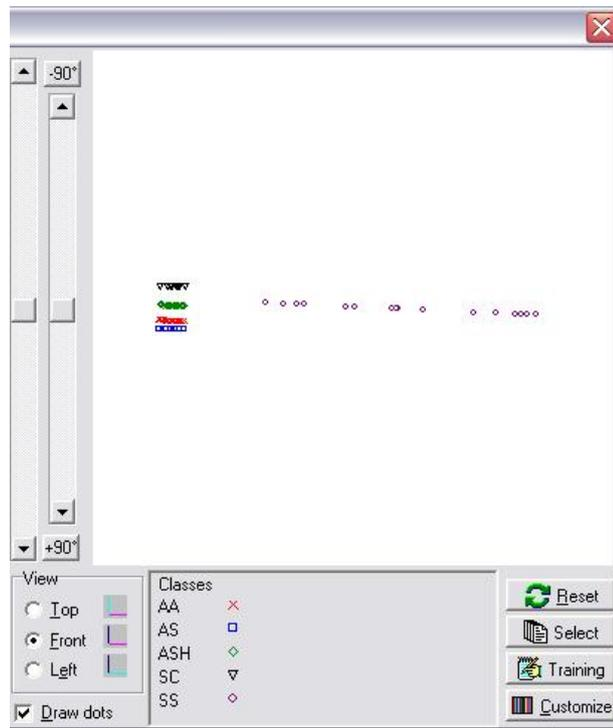 -90°
+90°
View
Top
Front
Left
Draw dots
Classes
AA
AS
ASH
SC
SS
Reset
Select
Training
Customize